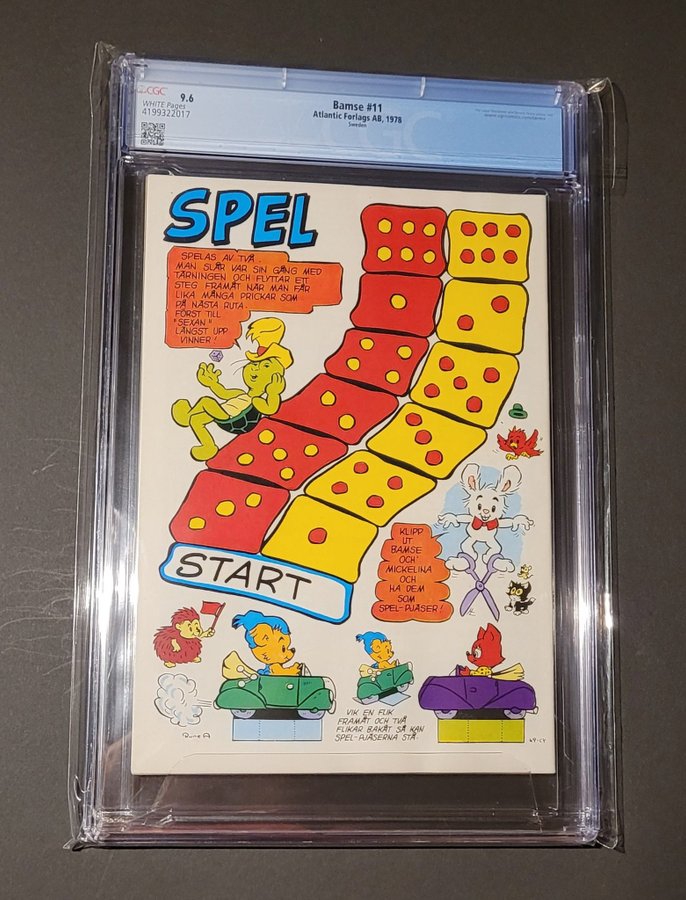 CGC
9.6
WHITE Pages
4199322017
Bamse #11
Atlantic Forlags AB, 1978
Sweden
SPEL
SPELAS AV TVÅ.
MAN SLÅR VAR SIN GÅNG MED
TÄRNINGEN OCH FLYTTAR ETT
STEG FRAMÅT NÄR MAN FÅR
LIKA MÅNGA PRICKAR SOM
PÅ NÄSTA RUTA.
FÖRST TILL
"SEXAN"
LÄNGST UPP
VINNER!
START
KLIPP
UT
BAMSE
OCH
MICKELINA
OCH
HA DEM
SOM
SPEL-PJÄSER!
VIK EN FLIK
FRAMÅT OCH TVÅ
FLIKAR BAKÅT SÅ KAN
SPEL-PJÄSERNA STÅ.
Rune A